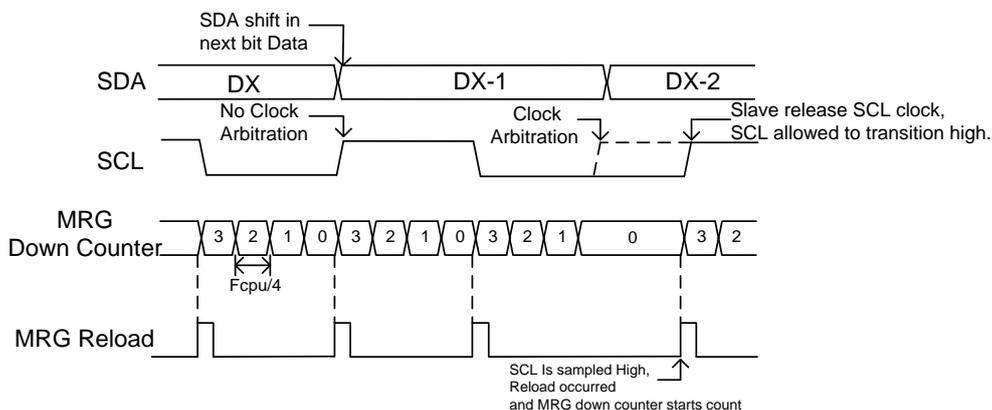 SDA shift in
next bit Data
SDA
DX
DX-1
DX-2
No Clock
Arbitration
Clock
Arbitration
Slave release SCL clock,
SCL allowed to transition high.
SCL
MRG
Down Counter
3 2 1 0 3 2 1 0 3 2 1 0 3 2
Fcpu/4
MRG Reload
SCL Is sampled High,
Reload occurred
and MRG down counter starts count